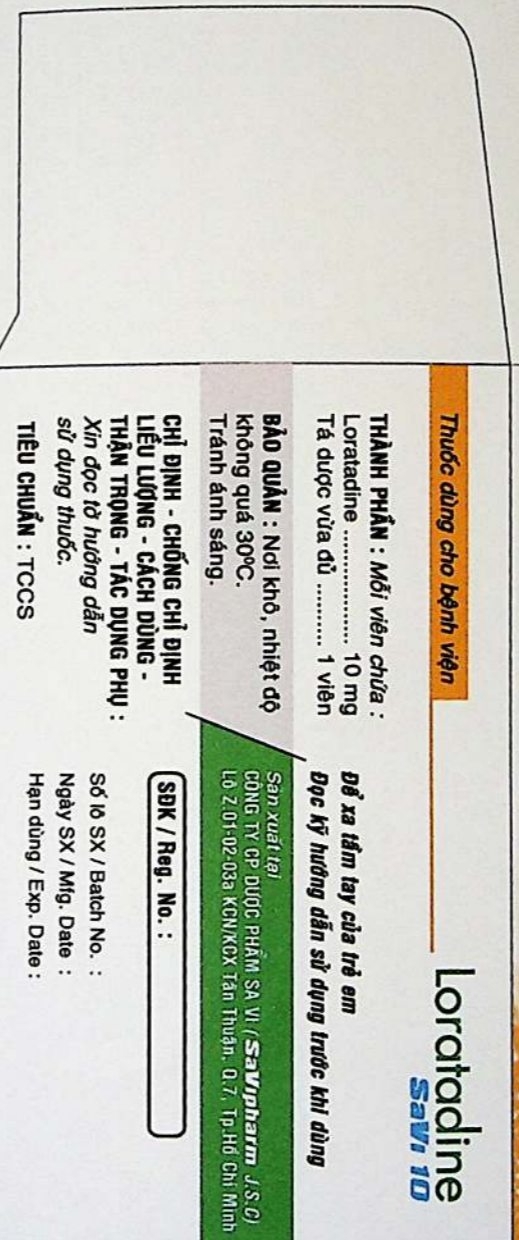 Thuốc dùng cho bệnh viện
Loratadine
SaVi 10
THÀNH PHẦN : Mỗi viên chứa :
Loratadine .................... 10 mg
Tá dược vừa đủ ........... 1 viên
Để xa tầm tay của trẻ em
Đọc kỹ hướng dẫn sử dụng trước khi dùng
BẢO QUẢN : Nơi khô, nhiệt độ
không quá 30°C.
Tránh ánh sáng.
Sản xuất tại
CÔNG TY CP DƯỢC PHẨM SA VI (SaVipharm J.S.C)
Lô Z.01-02-03a KCN/KCX Tân Thuận, Q.7, Tp.Hồ Chí Minh
CHỈ ĐỊNH - CHỐNG CHỈ ĐỊNH
LIỀU LƯỢNG - CÁCH DÙNG -
THẬN TRỌNG - TÁC DỤNG PHỤ :
Xin đọc tờ hướng dẫn
sử dụng thuốc.
TIÊU CHUẨN : TCCS
SĐK / Reg. No. :
Số lô SX / Batch No. :
Ngày SX / Mfg. Date :
Hạn dùng / Exp. Date :